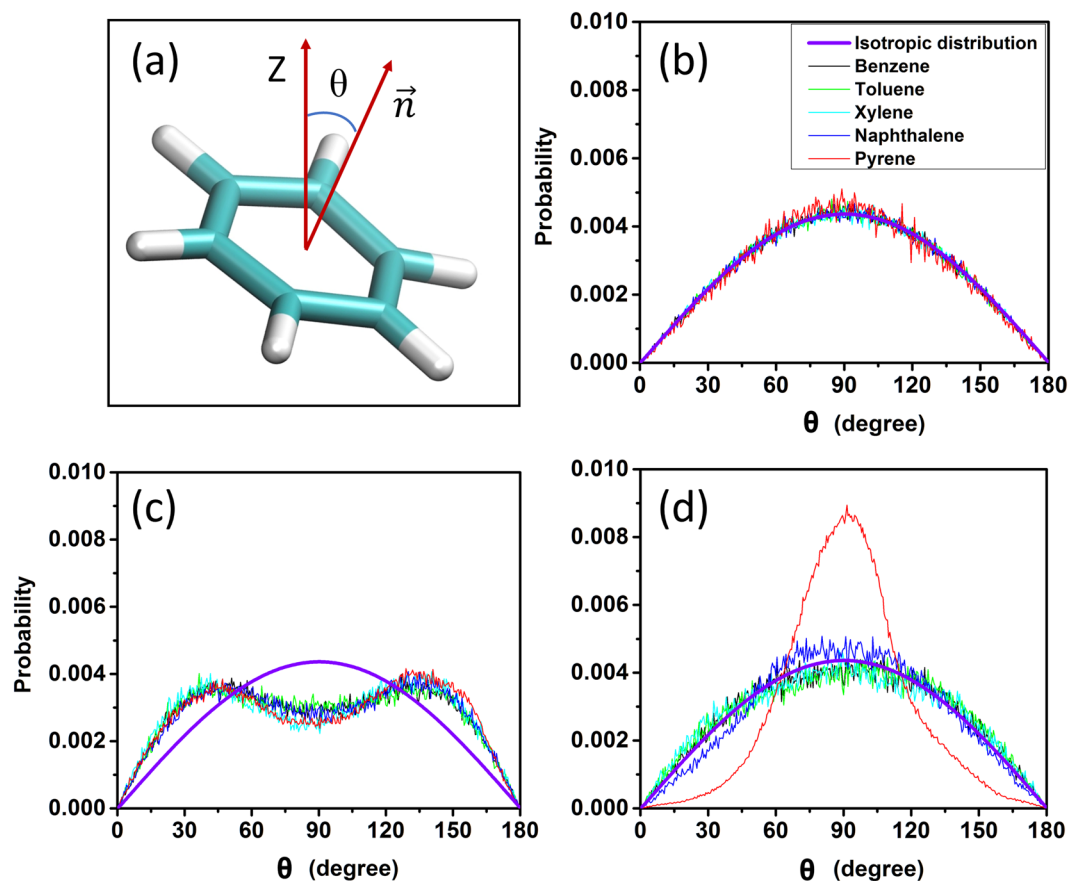 (a)
Z
θ
n⃗
(b)
Isotropic distribution
Benzene
Toluene
Xylene
Naphthalene
Pyrene
0.010
0.008
0.006
0.004
0.002
0.000
Probability
0 30 60 90 120 150 180
θ (degree)
(c)
0.010
0.008
0.006
0.004
0.002
0.000
Probability
0 30 60 90 120 150 180
θ (degree)
(d)
0.010
0.008
0.006
0.004
0.002
0.000
0 30 60 90 120 150 180
θ (degree)